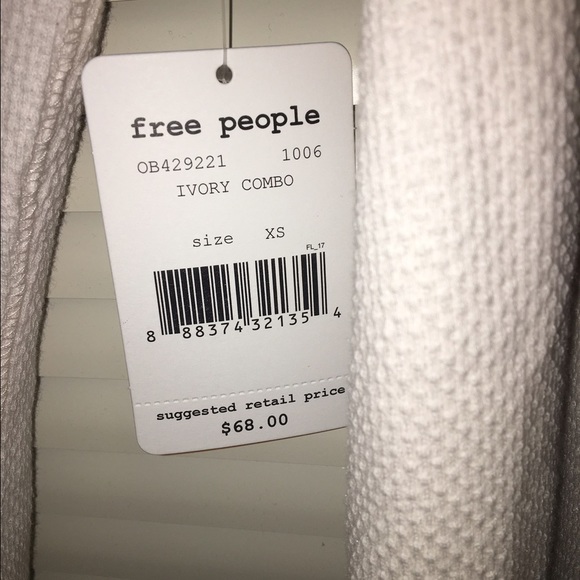 free people
OB429221 1006
IVORY COMBO
size XS
FL_17
8 88374 32135 4
suggested retail price
$68.00